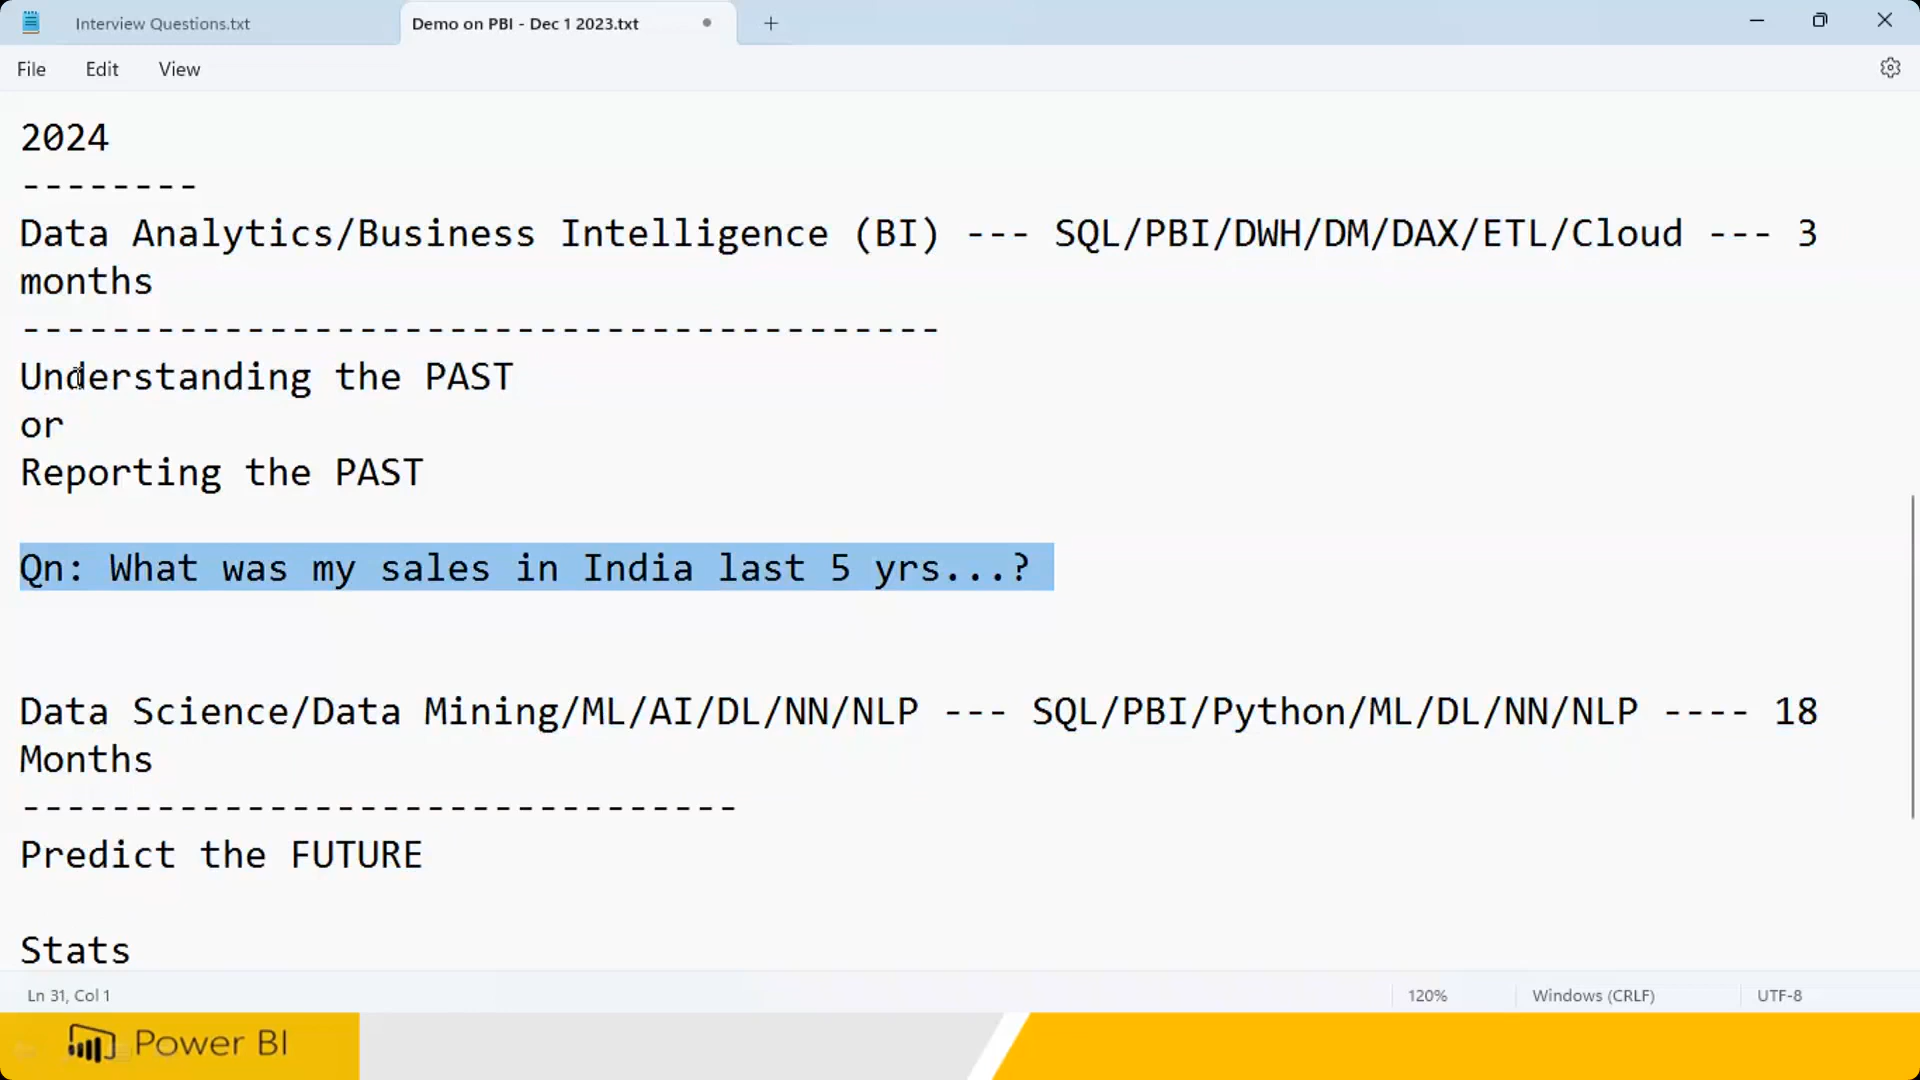 Interview Questions.txt
Demo on PBI - Dec 1 2023.txt
File Edit View
2024
--------
Data Analytics/Business Intelligence (BI) --- SQL/PBI/DWH/DM/DAX/ETL/Cloud --- 3
months
-----------------------------------------
Understanding the PAST
or
Reporting the PAST
Qn: What was my sales in India last 5 yrs...?
Data Science/Data Mining/ML/AI/DL/NN/NLP --- SQL/PBI/Python/ML/DL/NN/NLP ---- 18
Months
--------------------------------
Predict the FUTURE
Stats
Ln 31, Col 1 120% Windows (CRLF) UTF-8
Power BI